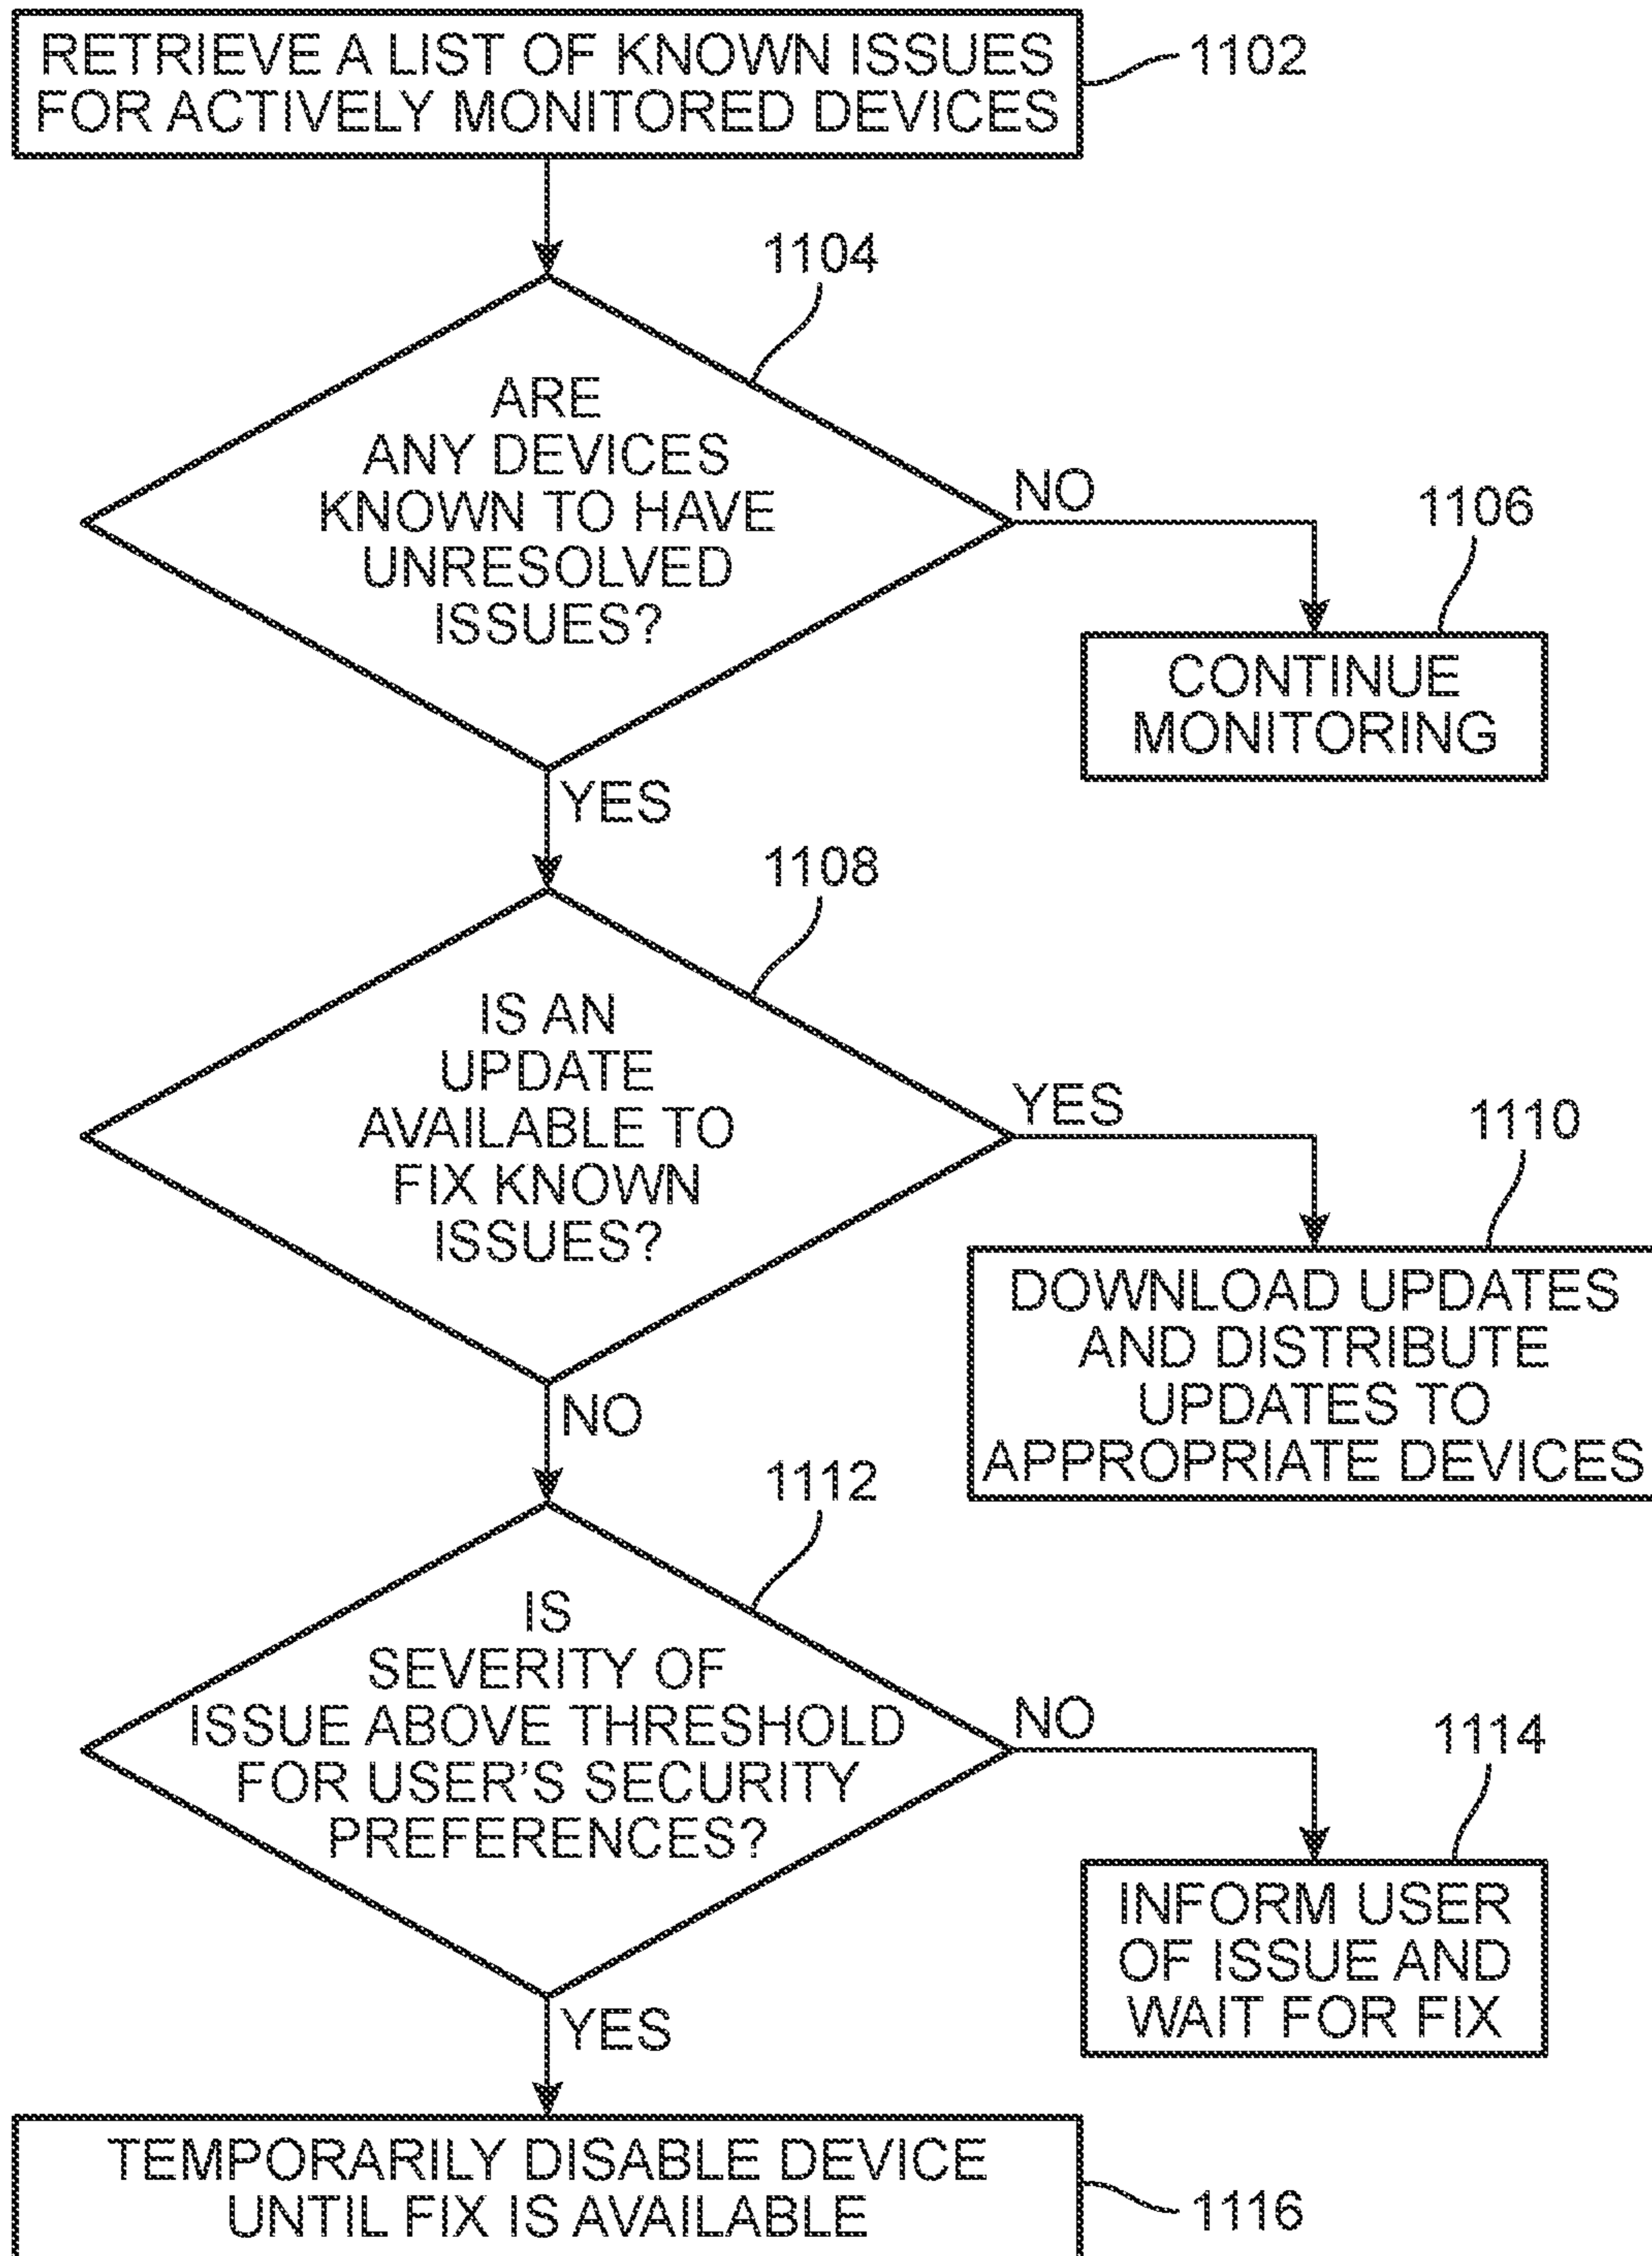 RETRIEVE A LIST OF KNOWN ISSUES
FOR ACTIVELY MONITORED DEVICES
1102
1104
ARE
ANY DEVICES
KNOWN TO HAVE
UNRESOLVED
ISSUES?
NO
1106
CONTINUE
MONITORING
YES
1108
IS AN
UPDATE
AVAILABLE TO
FIX KNOWN
ISSUES?
YES
1110
DOWNLOAD UPDATES
AND DISTRIBUTE
UPDATES TO
APPROPRIATE DEVICES
NO
1112
IS
SEVERITY OF
ISSUE ABOVE THRESHOLD
FOR USER'S SECURITY
PREFERENCES?
NO
1114
INFORM USER
OF ISSUE AND
WAIT FOR FIX
YES
TEMPORARILY DISABLE DEVICE
UNTIL FIX IS AVAILABLE
1116